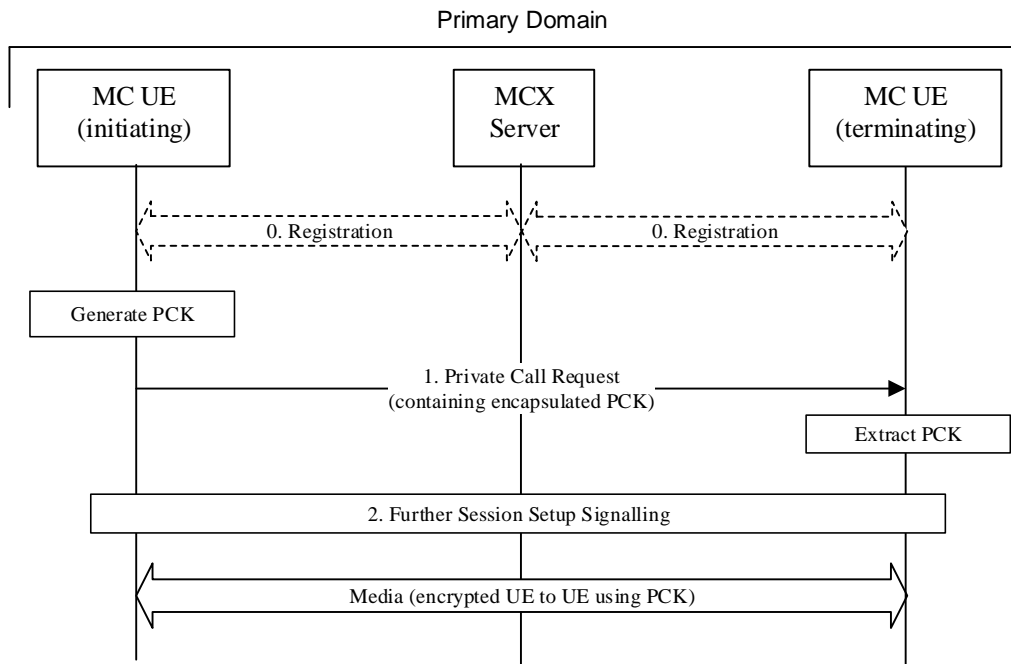 Primary Domain
MC UE
(initiating)
MCX
Server
MC UE
(terminating)
0. Registration
0. Registration
Generate PCK
1. Private Call Request
(containing encapsulated PCK)
Extract PCK
2. Further Session Setup Signalling
Media (encrypted UE to UE using PCK)